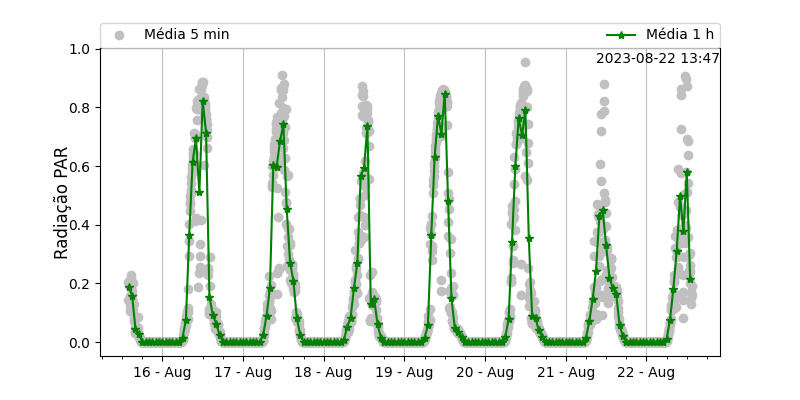 Média 5 min
Média 1 h
2023-08-22 13:47
Radiação PAR
1.0
0.8
0.6
0.4
0.2
0.0
16 - Aug
17 - Aug
18 - Aug
19 - Aug
20 - Aug
21 - Aug
22 - Aug